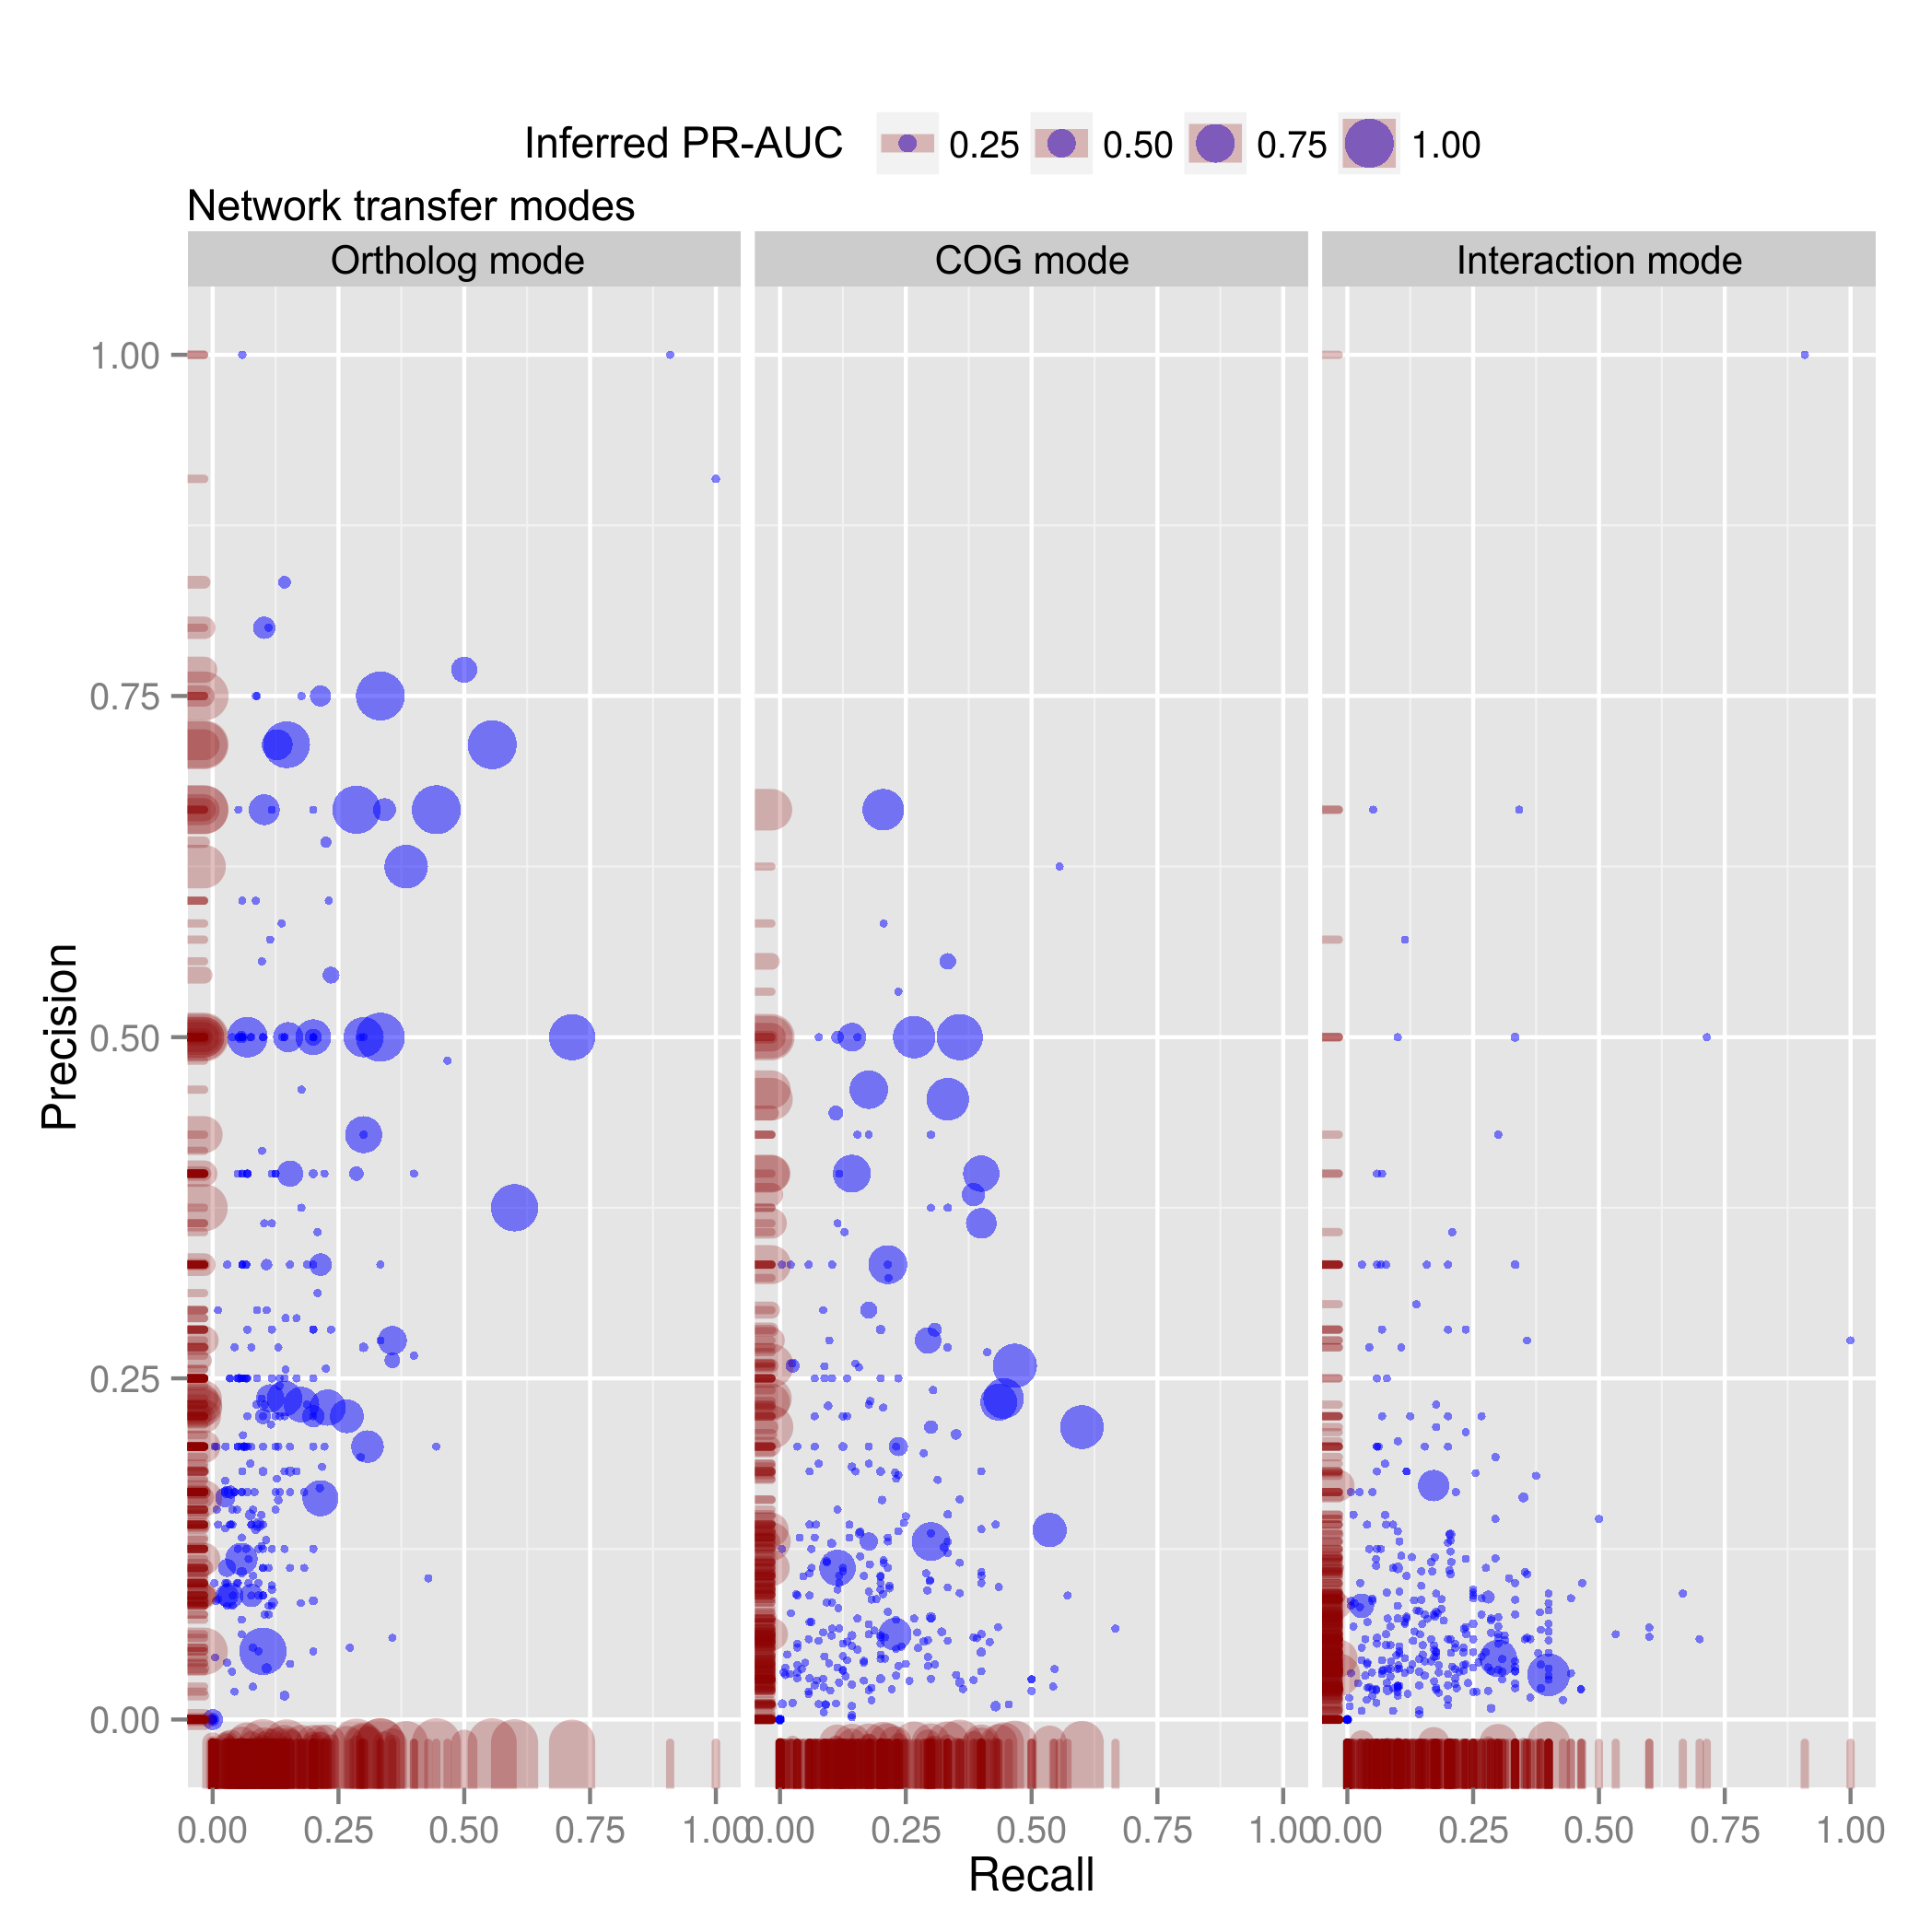 Inferred PR-AUC 0.25 0.50 0.75 1.00
Network transfer modes
Ortholog mode COG mode Interaction mode
1.00
0.75
0.50
0.25
0.00
Precision
0.00 0.25 0.50 0.75 1.00 0.00 0.25 0.50 0.75 1.00 0.00 0.25 0.50 0.75 1.00
Recall